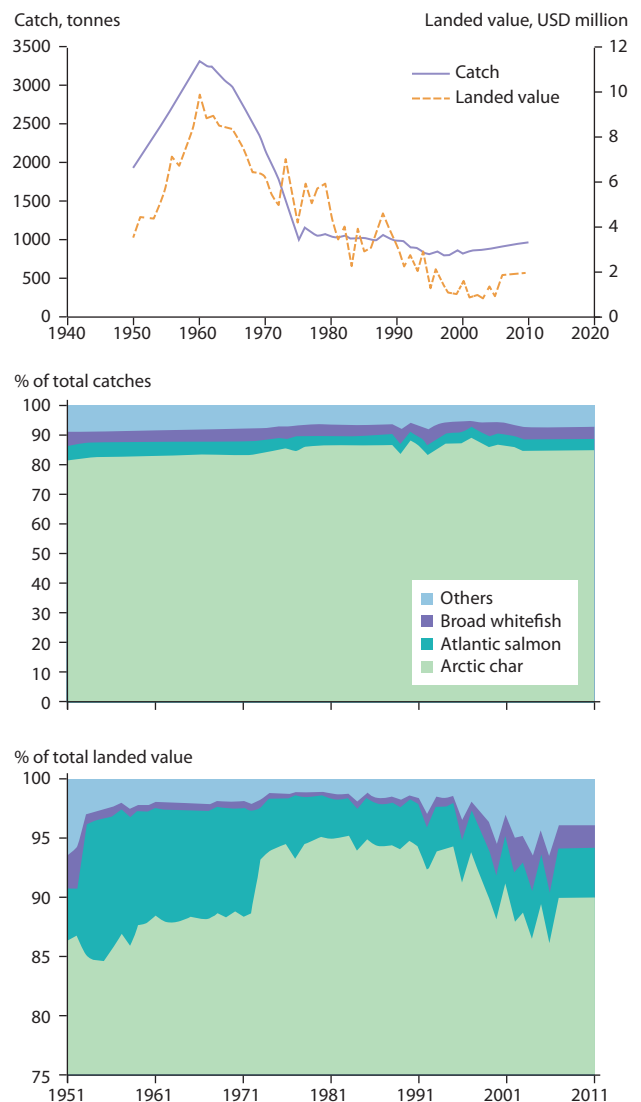 Catch, tonnes
Landed value, USD million
3500
3000
2500
2000
1500
1000
500
0
12
10
8
6
4
2
0
Catch
Landed value
1940 1950 1960 1970 1980 1990 2000 2010 2020
% of total catches
100
90
80
70
60
50
40
30
20
10
0
Others
Broad whitefish
Atlantic salmon
Arctic char
% of total landed value
100
95
90
85
80
75
1951 1961 1971 1981 1991 2001 2011